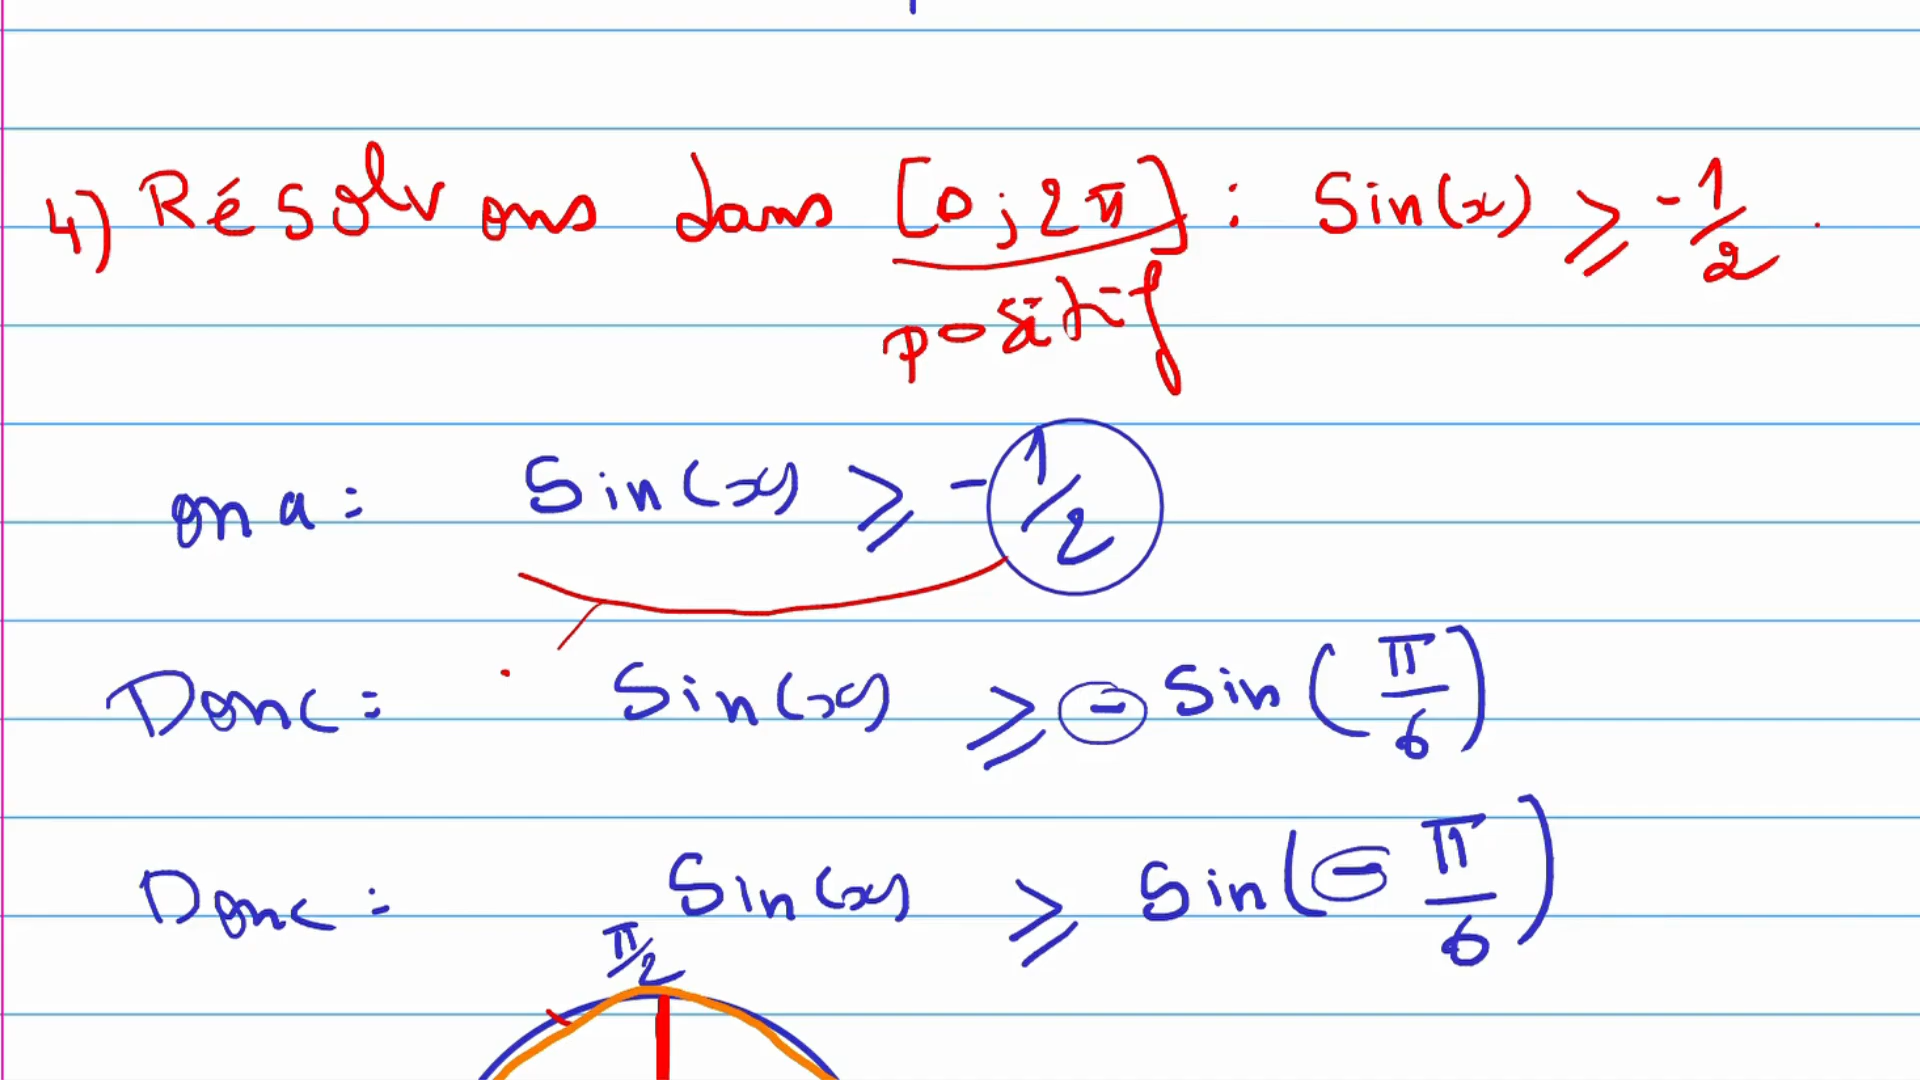 4) Résolvons dans [0;2π] : Sin(x) ⩾ -1/2 .
positif
on a : Sin(x) ⩾ -1/2
Donc : Sin(x) ⩾ - Sin(π/6)
Donc : Sin(x) ⩾ Sin(-π/6)
π/2